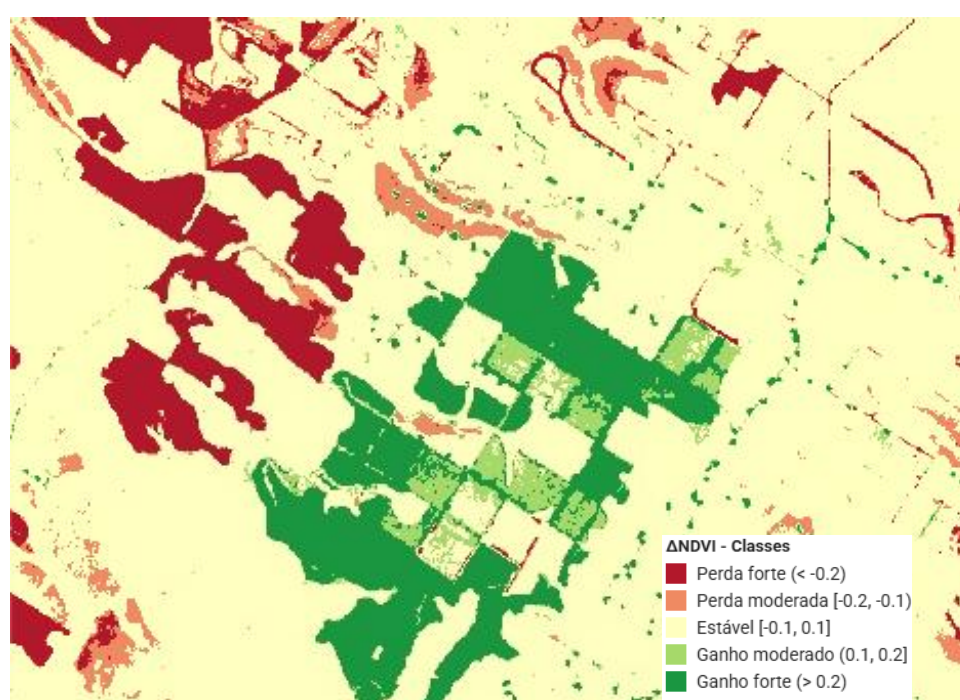 ΔNDVI - Classes
Perda forte (< -0.2)
Perda moderada [-0.2, -0.1)
Estável [-0.1, 0.1]
Ganho moderado (0.1, 0.2]
Ganho forte (> 0.2)